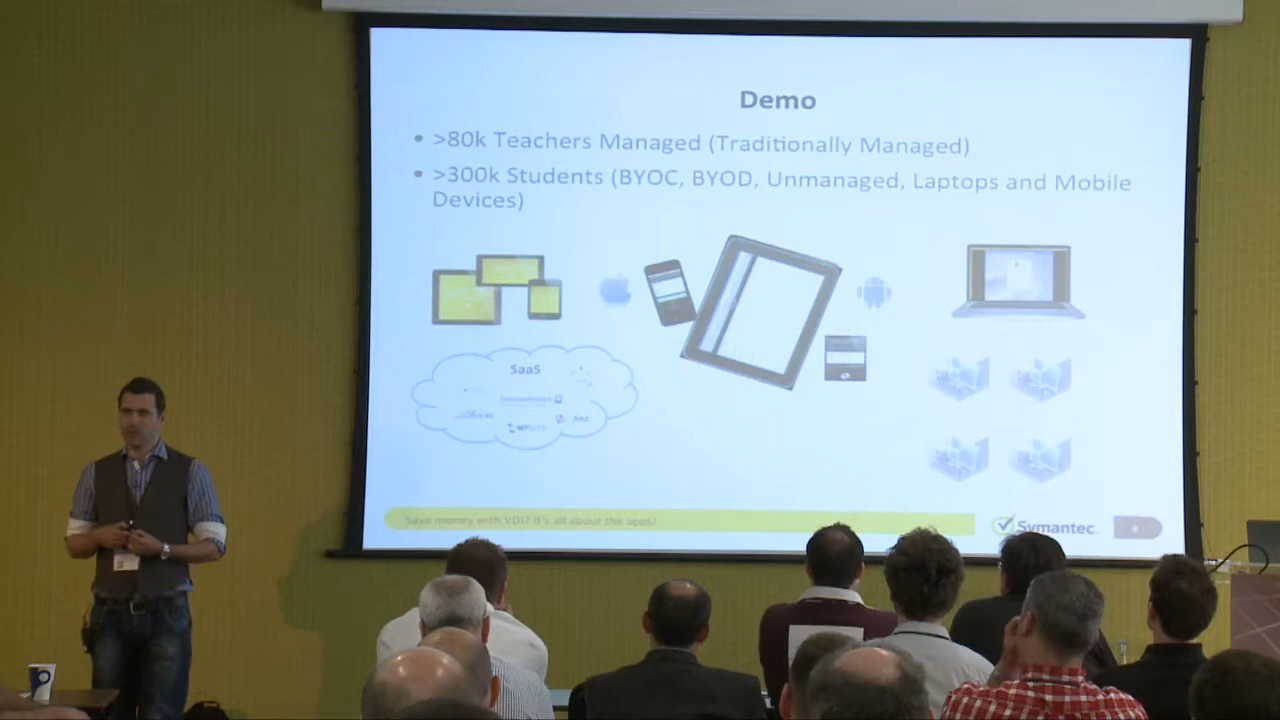 Demo
• >80k Teachers Managed (Traditionally Managed)
• >300k Students (BYOC, BYOD, Unmanaged, Laptops and Mobile
Devices)
SaaS
Save money with VDI? It's all about the apps!
Symantec.